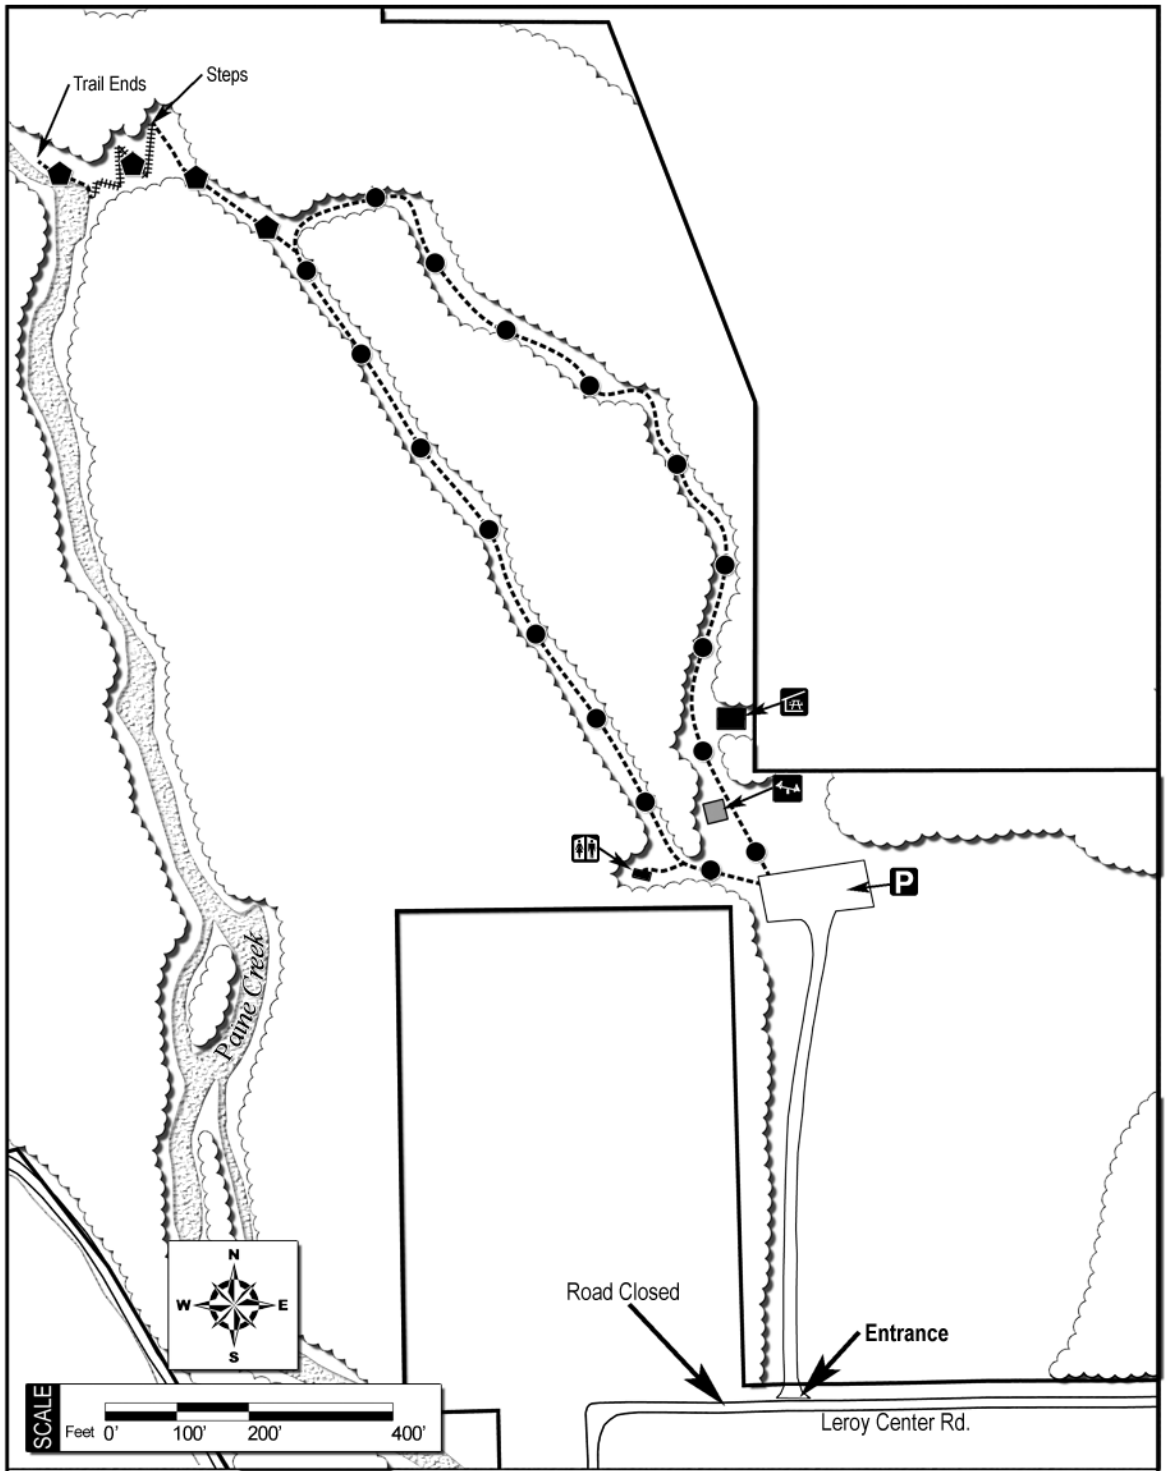 Steps
Trail Ends
P
Paine Creek
N
W E
S
Road Closed
Entrance
SCALE
Feet 0' 100' 200' 400'
Leroy Center Rd.